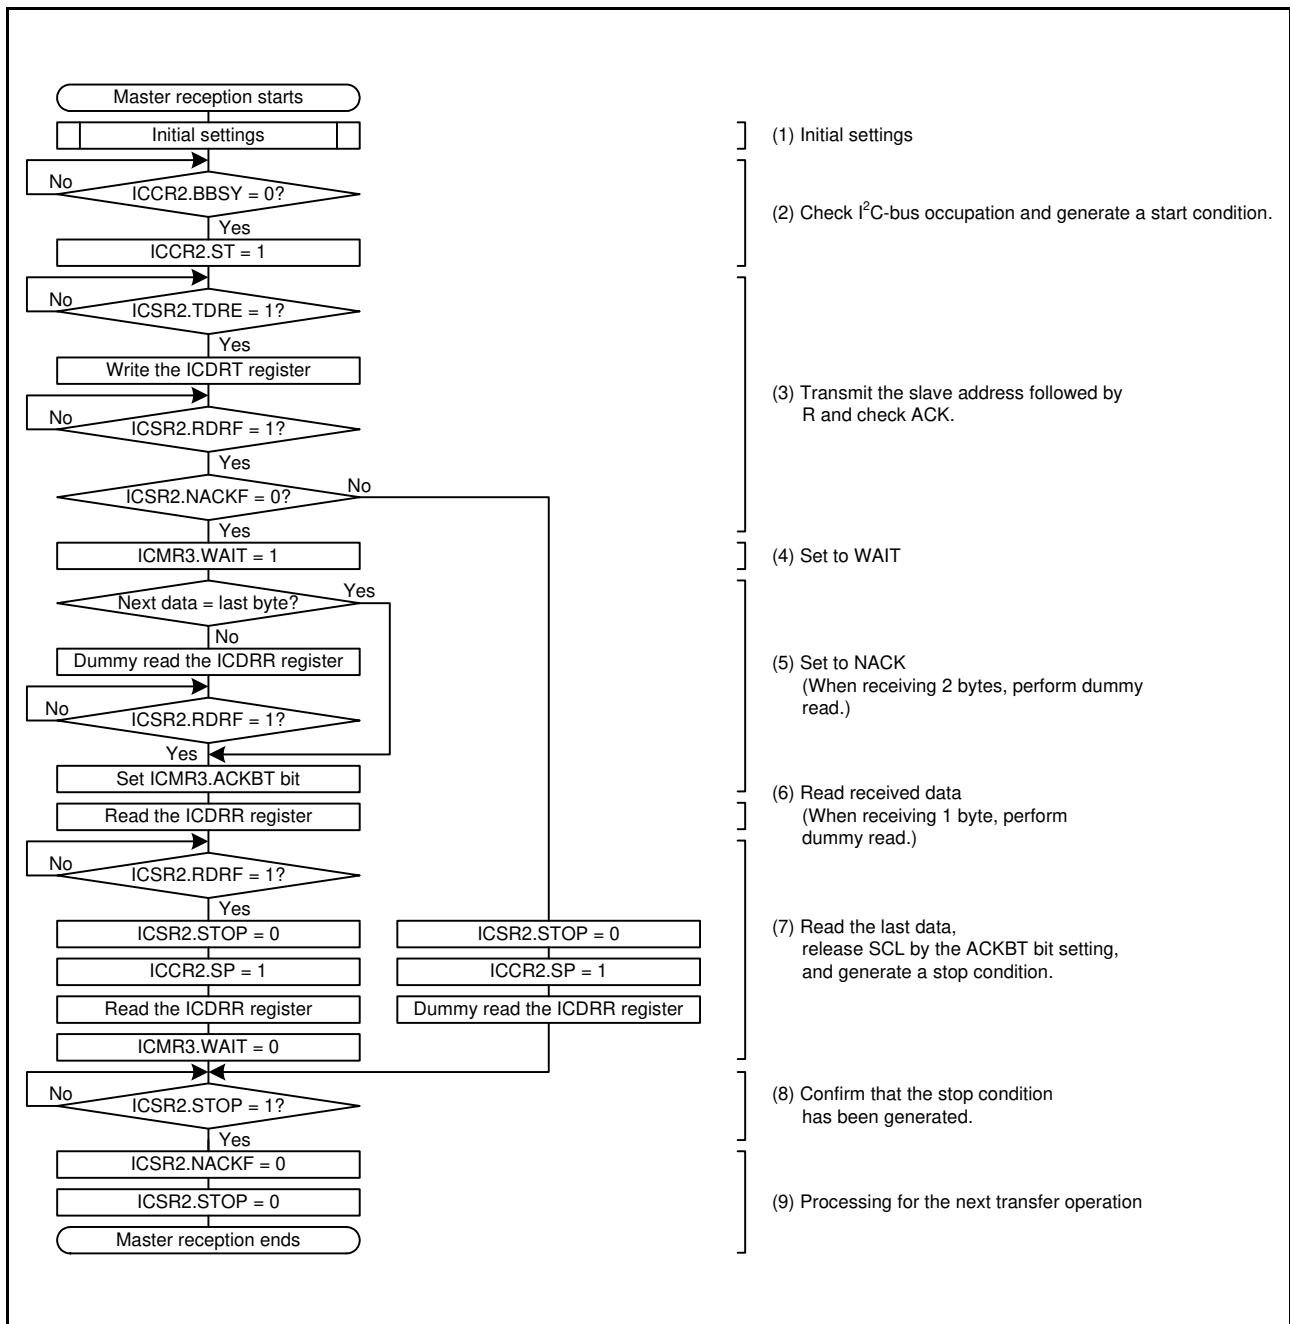 Master reception starts
Initial settings
(1) Initial settings
No
ICCR2.BBSY = 0?
Yes
ICCR2.ST = 1
(2) Check I²C-bus occupation and generate a start condition.
No
ICSR2.TDRE = 1?
Yes
Write the ICDRT register
No
ICSR2.RDRF = 1?
Yes
ICSR2.NACKF = 0?
No
Yes
(3) Transmit the slave address followed by
R and check ACK.
ICMR3.WAIT = 1
(4) Set to WAIT
Next data = last byte?
Yes
No
Dummy read the ICDRR register
No
ICSR2.RDRF = 1?
Yes
Set ICMR3.ACKBT bit
(5) Set to NACK
(When receiving 2 bytes, perform dummy
read.)
Read the ICDRR register
(6) Read received data
(When receiving 1 byte, perform
dummy read.)
No
ICSR2.RDRF = 1?
Yes
ICSR2.STOP = 0
ICCR2.SP = 1
Read the ICDRR register
ICMR3.WAIT = 0
ICSR2.STOP = 0
ICCR2.SP = 1
Dummy read the ICDRR register
(7) Read the last data,
release SCL by the ACKBT bit setting,
and generate a stop condition.
No
ICSR2.STOP = 1?
Yes
(8) Confirm that the stop condition
has been generated.
ICSR2.NACKF = 0
ICSR2.STOP = 0
Master reception ends
(9) Processing for the next transfer operation